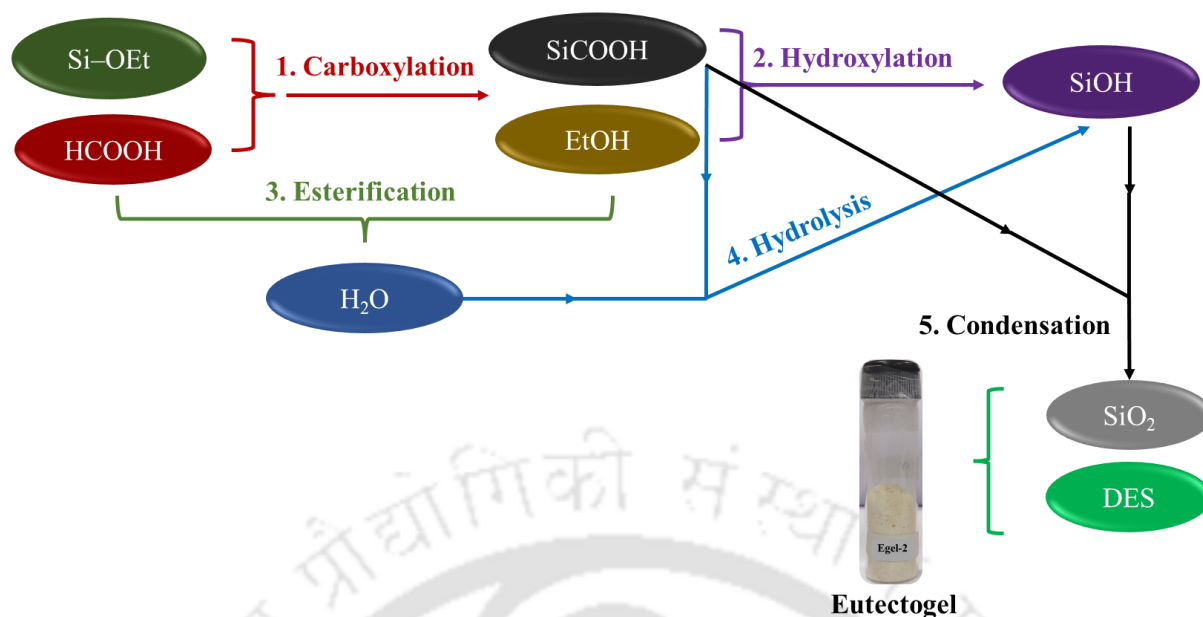 Si–OEt
HCOOH
1. Carboxylation
SiCOOH
EtOH
2. Hydroxylation
SiOH
3. Esterification
H₂O
4. Hydrolysis
5. Condensation
SiO₂
DES
Egel-2
Eutectogel
प्रौद्योगिकी संस्थान